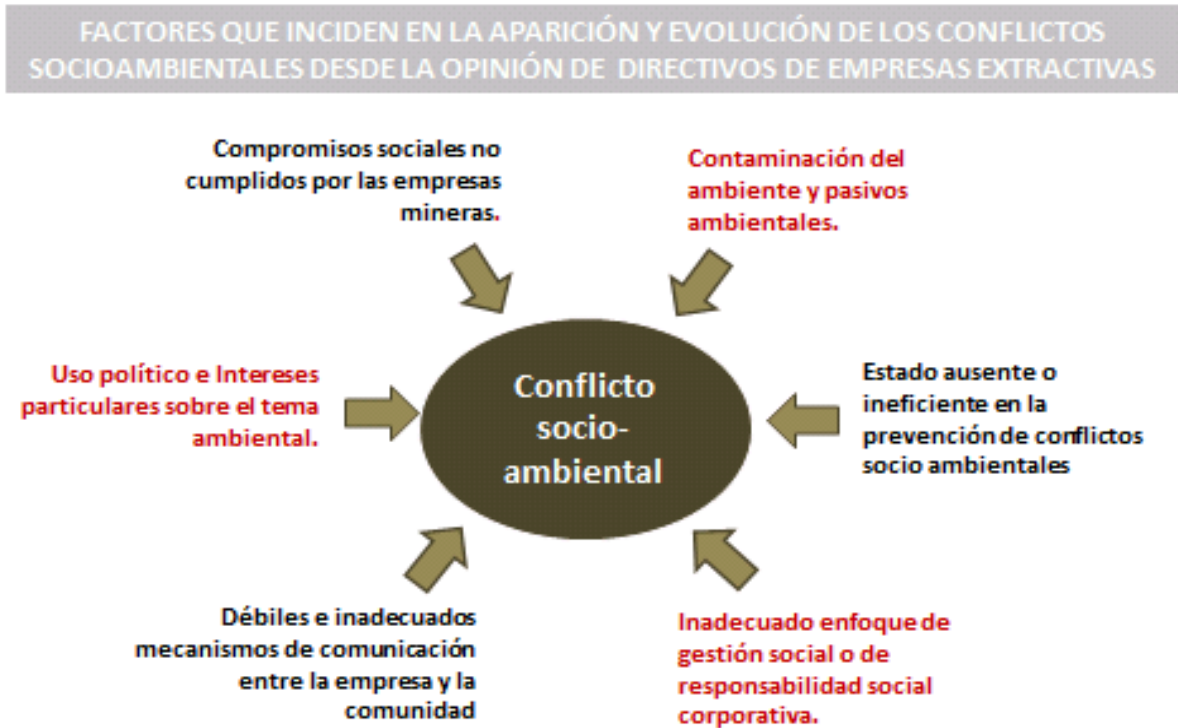 FACTORES QUE INCIDEN EN LA APARICIÓN Y EVOLUCIÓN DE LOS CONFLICTOS
SOCIOAMBIENTALES DESDE LA OPINIÓN DE DIRECTIVOS DE EMPRESAS EXTRACTIVAS
Compromisos sociales no
cumplidos por las empresas
mineras.
Contaminación del
ambiente y pasivos
ambientales.
Uso político e Intereses
particulares sobre el tema
ambiental.
Conflicto
socio-
ambiental
Estado ausente o
ineficiente en la
prevención de conflictos
socio ambientales
Débiles e inadecuados
mecanismos de comunicación
entre la empresa y la
comunidad
Inadecuado enfoque de
gestión social o de
responsabilidad social
corporativa.